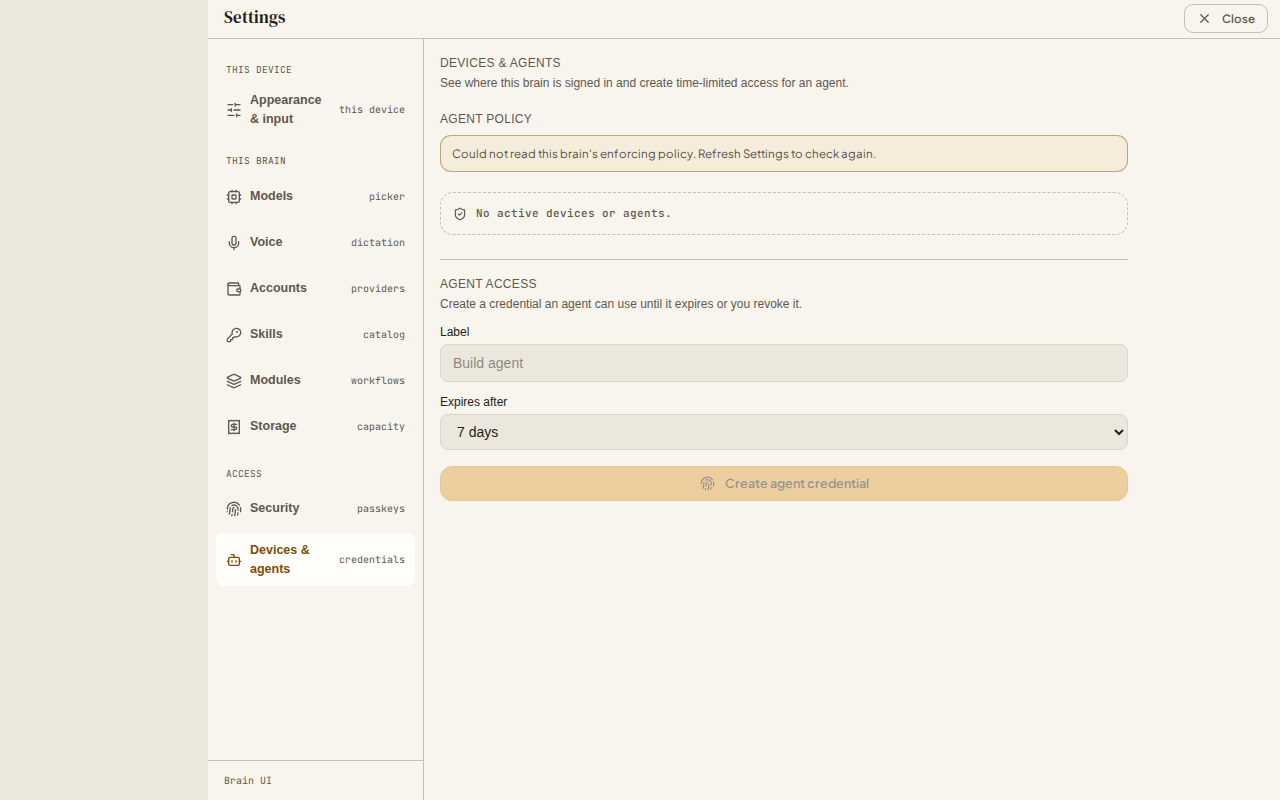 Settings
Close
THIS DEVICE
Appearance & input
this device
THIS BRAIN
Models
picker
Voice
dictation
Accounts
providers
Skills
catalog
Modules
workflows
Storage
capacity
ACCESS
Security
passkeys
Devices & agents
credentials
Brain UI
DEVICES & AGENTS
See where this brain is signed in and create time-limited access for an agent.
AGENT POLICY
Could not read this brain's enforcing policy. Refresh Settings to check again.
No active devices or agents.
AGENT ACCESS
Create a credential an agent can use until it expires or you revoke it.
Label
Build agent
Expires after
7 days
Create agent credential